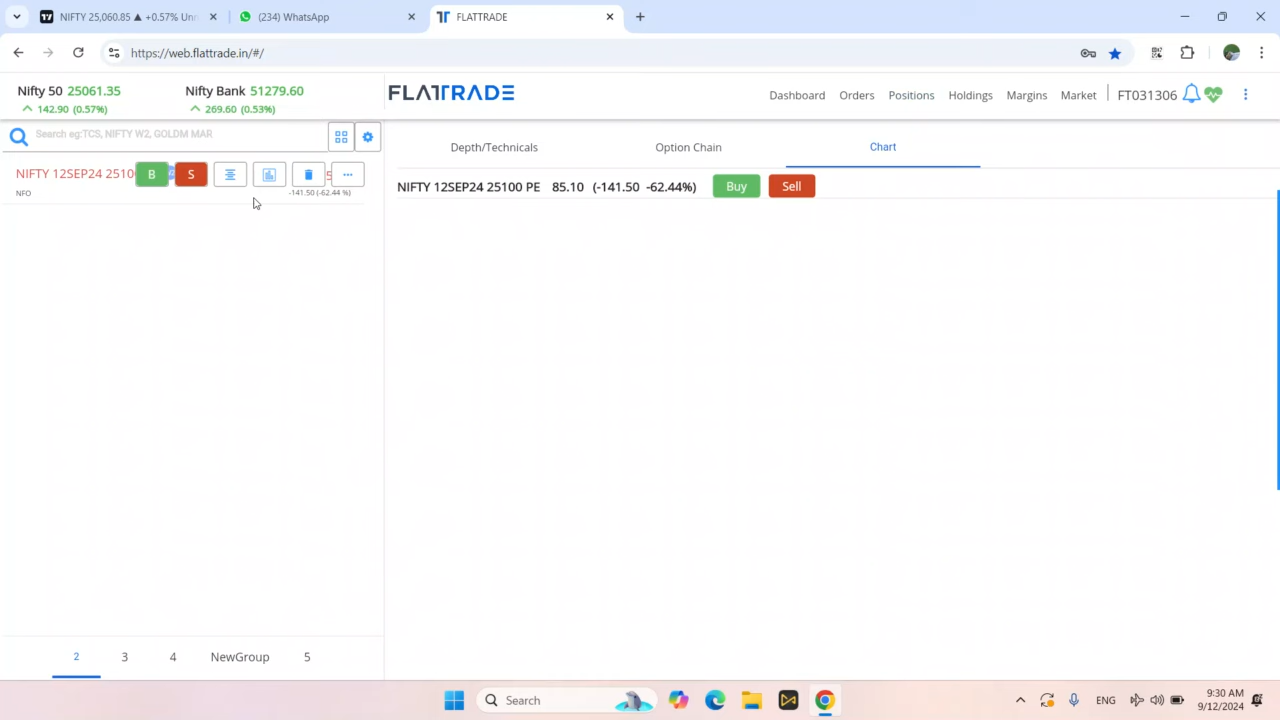 NIFTY 25,060.85 ▲ +0.57% Un
(234) WhatsApp
FLATTRADE
https://web.flattrade.in/#/
Nifty 50 25061.35
142.90 (0.57%)
Nifty Bank 51279.60
269.60 (0.53%)
FLATTRADE
Dashboard
Orders
Positions
Holdings
Margins
Market
FT031306
Search eg:TCS, NIFTY W2, GOLDM MAR
Depth/Technicals
Option Chain
Chart
NIFTY 12SEP24 2510
B
S
NFO
-141.50 (-62.44 %)
NIFTY 12SEP24 25100 PE 85.10 (-141.50 -62.44%)
Buy
Sell
2
3
4
NewGroup
5
Search
ENG
9:30 AM
9/12/2024